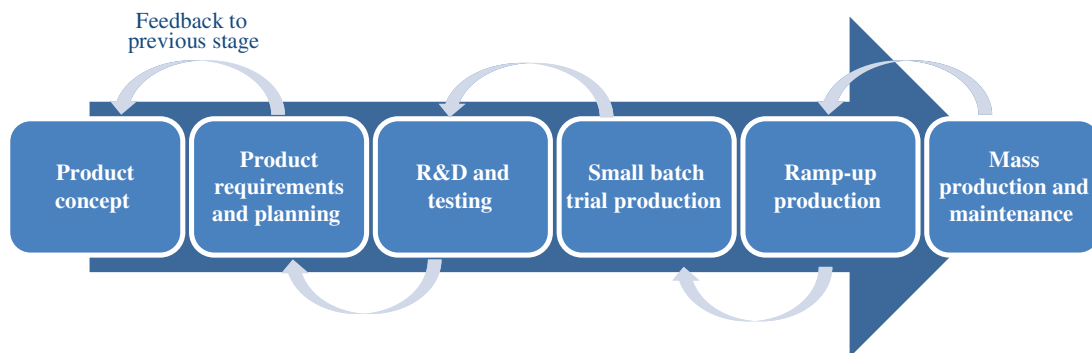 Feedback to
previous stage
Product
concept
Product
requirements
and planning
R&D and
testing
Small batch
trial production
Ramp-up
production
Mass
production and
maintenance